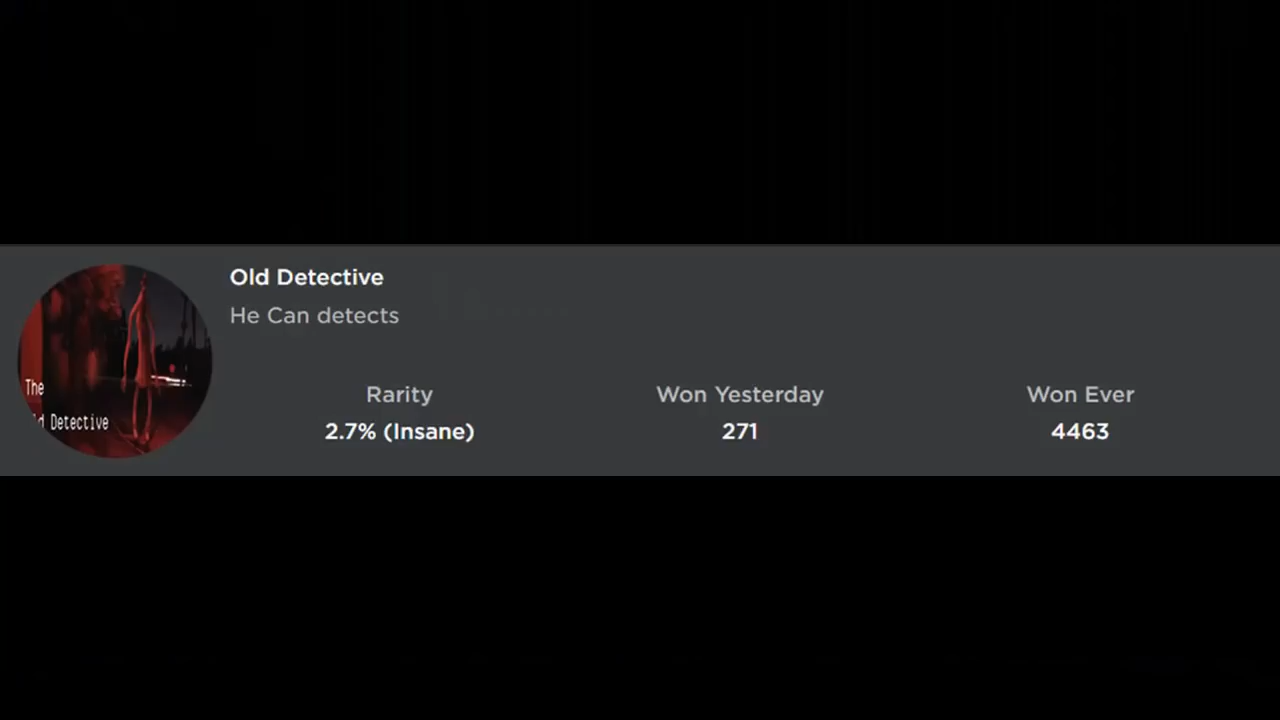 Old Detective
He Can detects
Rarity
Won Yesterday
Won Ever
2.7% (Insane)
271
4463
The
d Detective